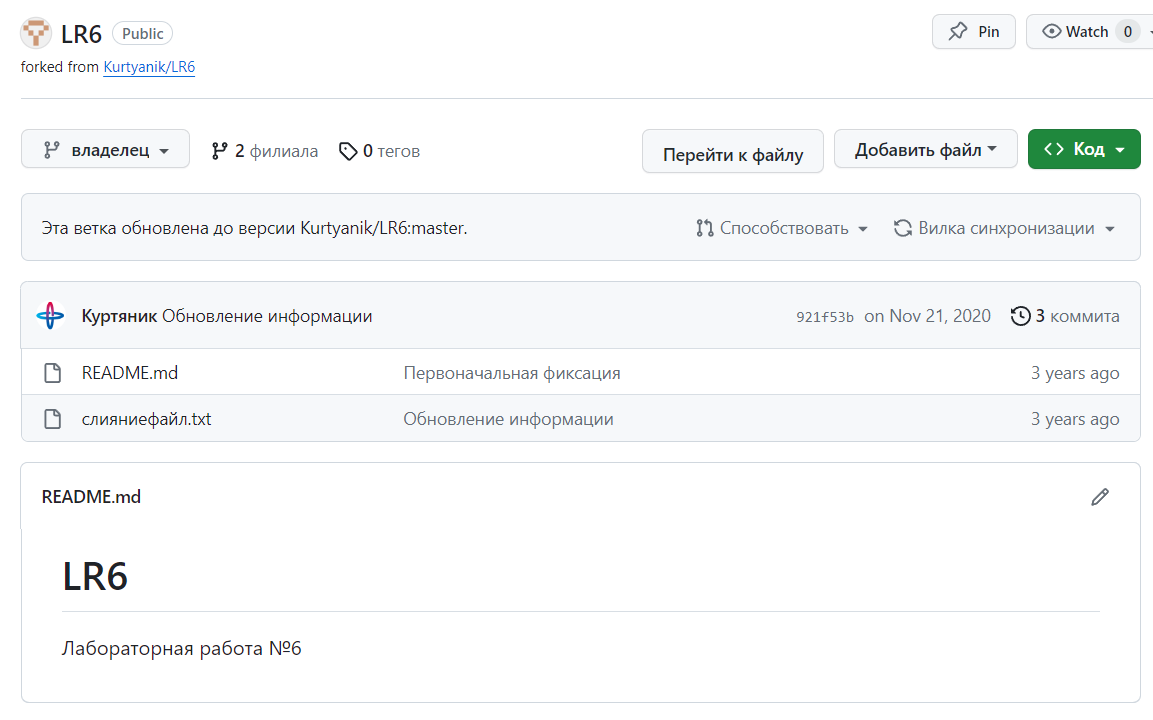 LR6 Public Pin Watch 0
forked from Kurtyanik/LR6
владелец 2 филиала 0 тегов Перейти к файлу Добавить файл Код
Эта ветка обновлена до версии Kurtyanik/LR6:master. Способствовать Вилка синхронизации
Куртяник Обновление информации 921f53b on Nov 21, 2020 3 коммита
README.md Первоначальная фиксация 3 years ago
слияниефайл.txt Обновление информации 3 years ago
README.md
LR6
Лабораторная работа №6